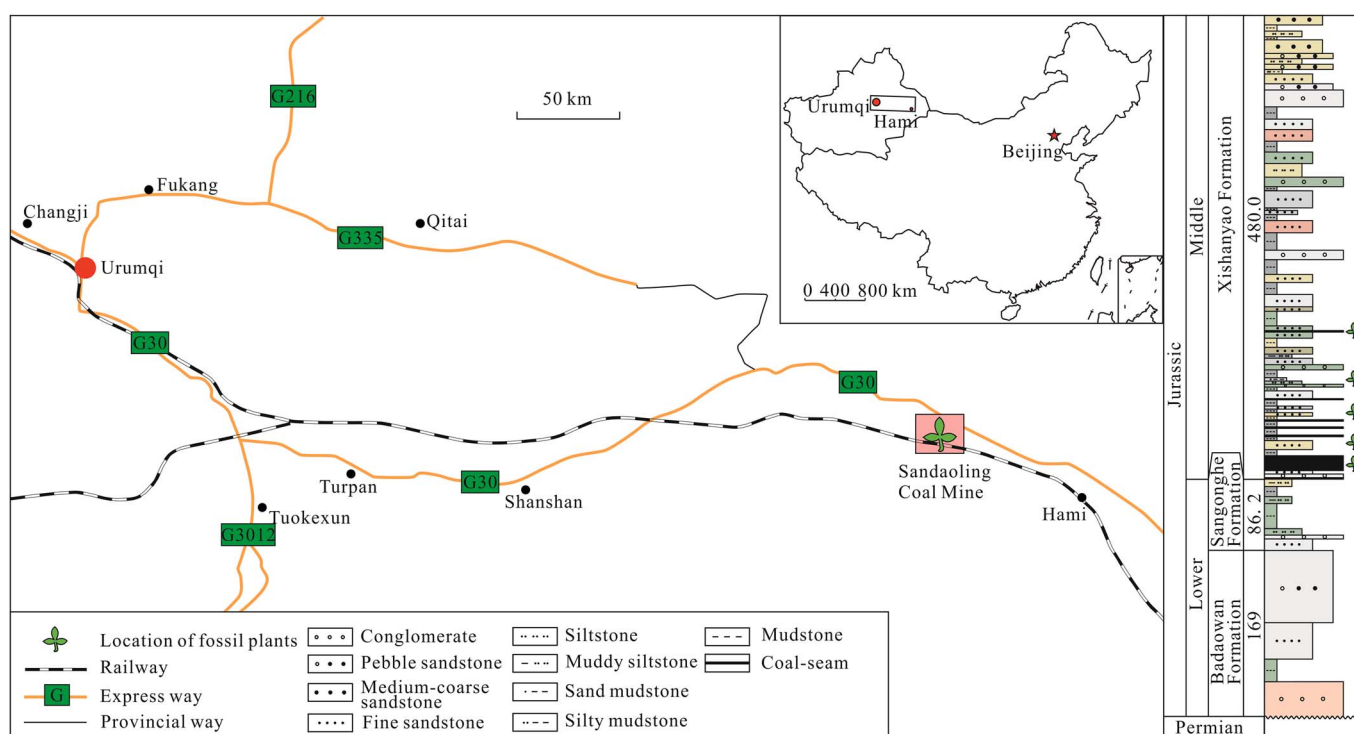 G216
50 km
Fukang
Changji
G335
Qitai
Urumqi
G30
G30
Turpan
G30
Shanshan
Tuokexun
G3012
Sandaoling
Coal Mine
Hami
Urumqi
Hami
Beijing
0 400 800 km
Jurassic
Middle
Lower
Xishanyao Formation
480.0
Sangonghe
Formation
86. 2
Badaowan
Formation
169
Permian
Location of fossil plants
Railway
G
Express way
Provincial way
Conglomerate
Pebble sandstone
Medium-coarse
sandstone
Fine sandstone
Siltstone
Muddy siltstone
Sand mudstone
Silty mudstone
Mudstone
Coal-seam